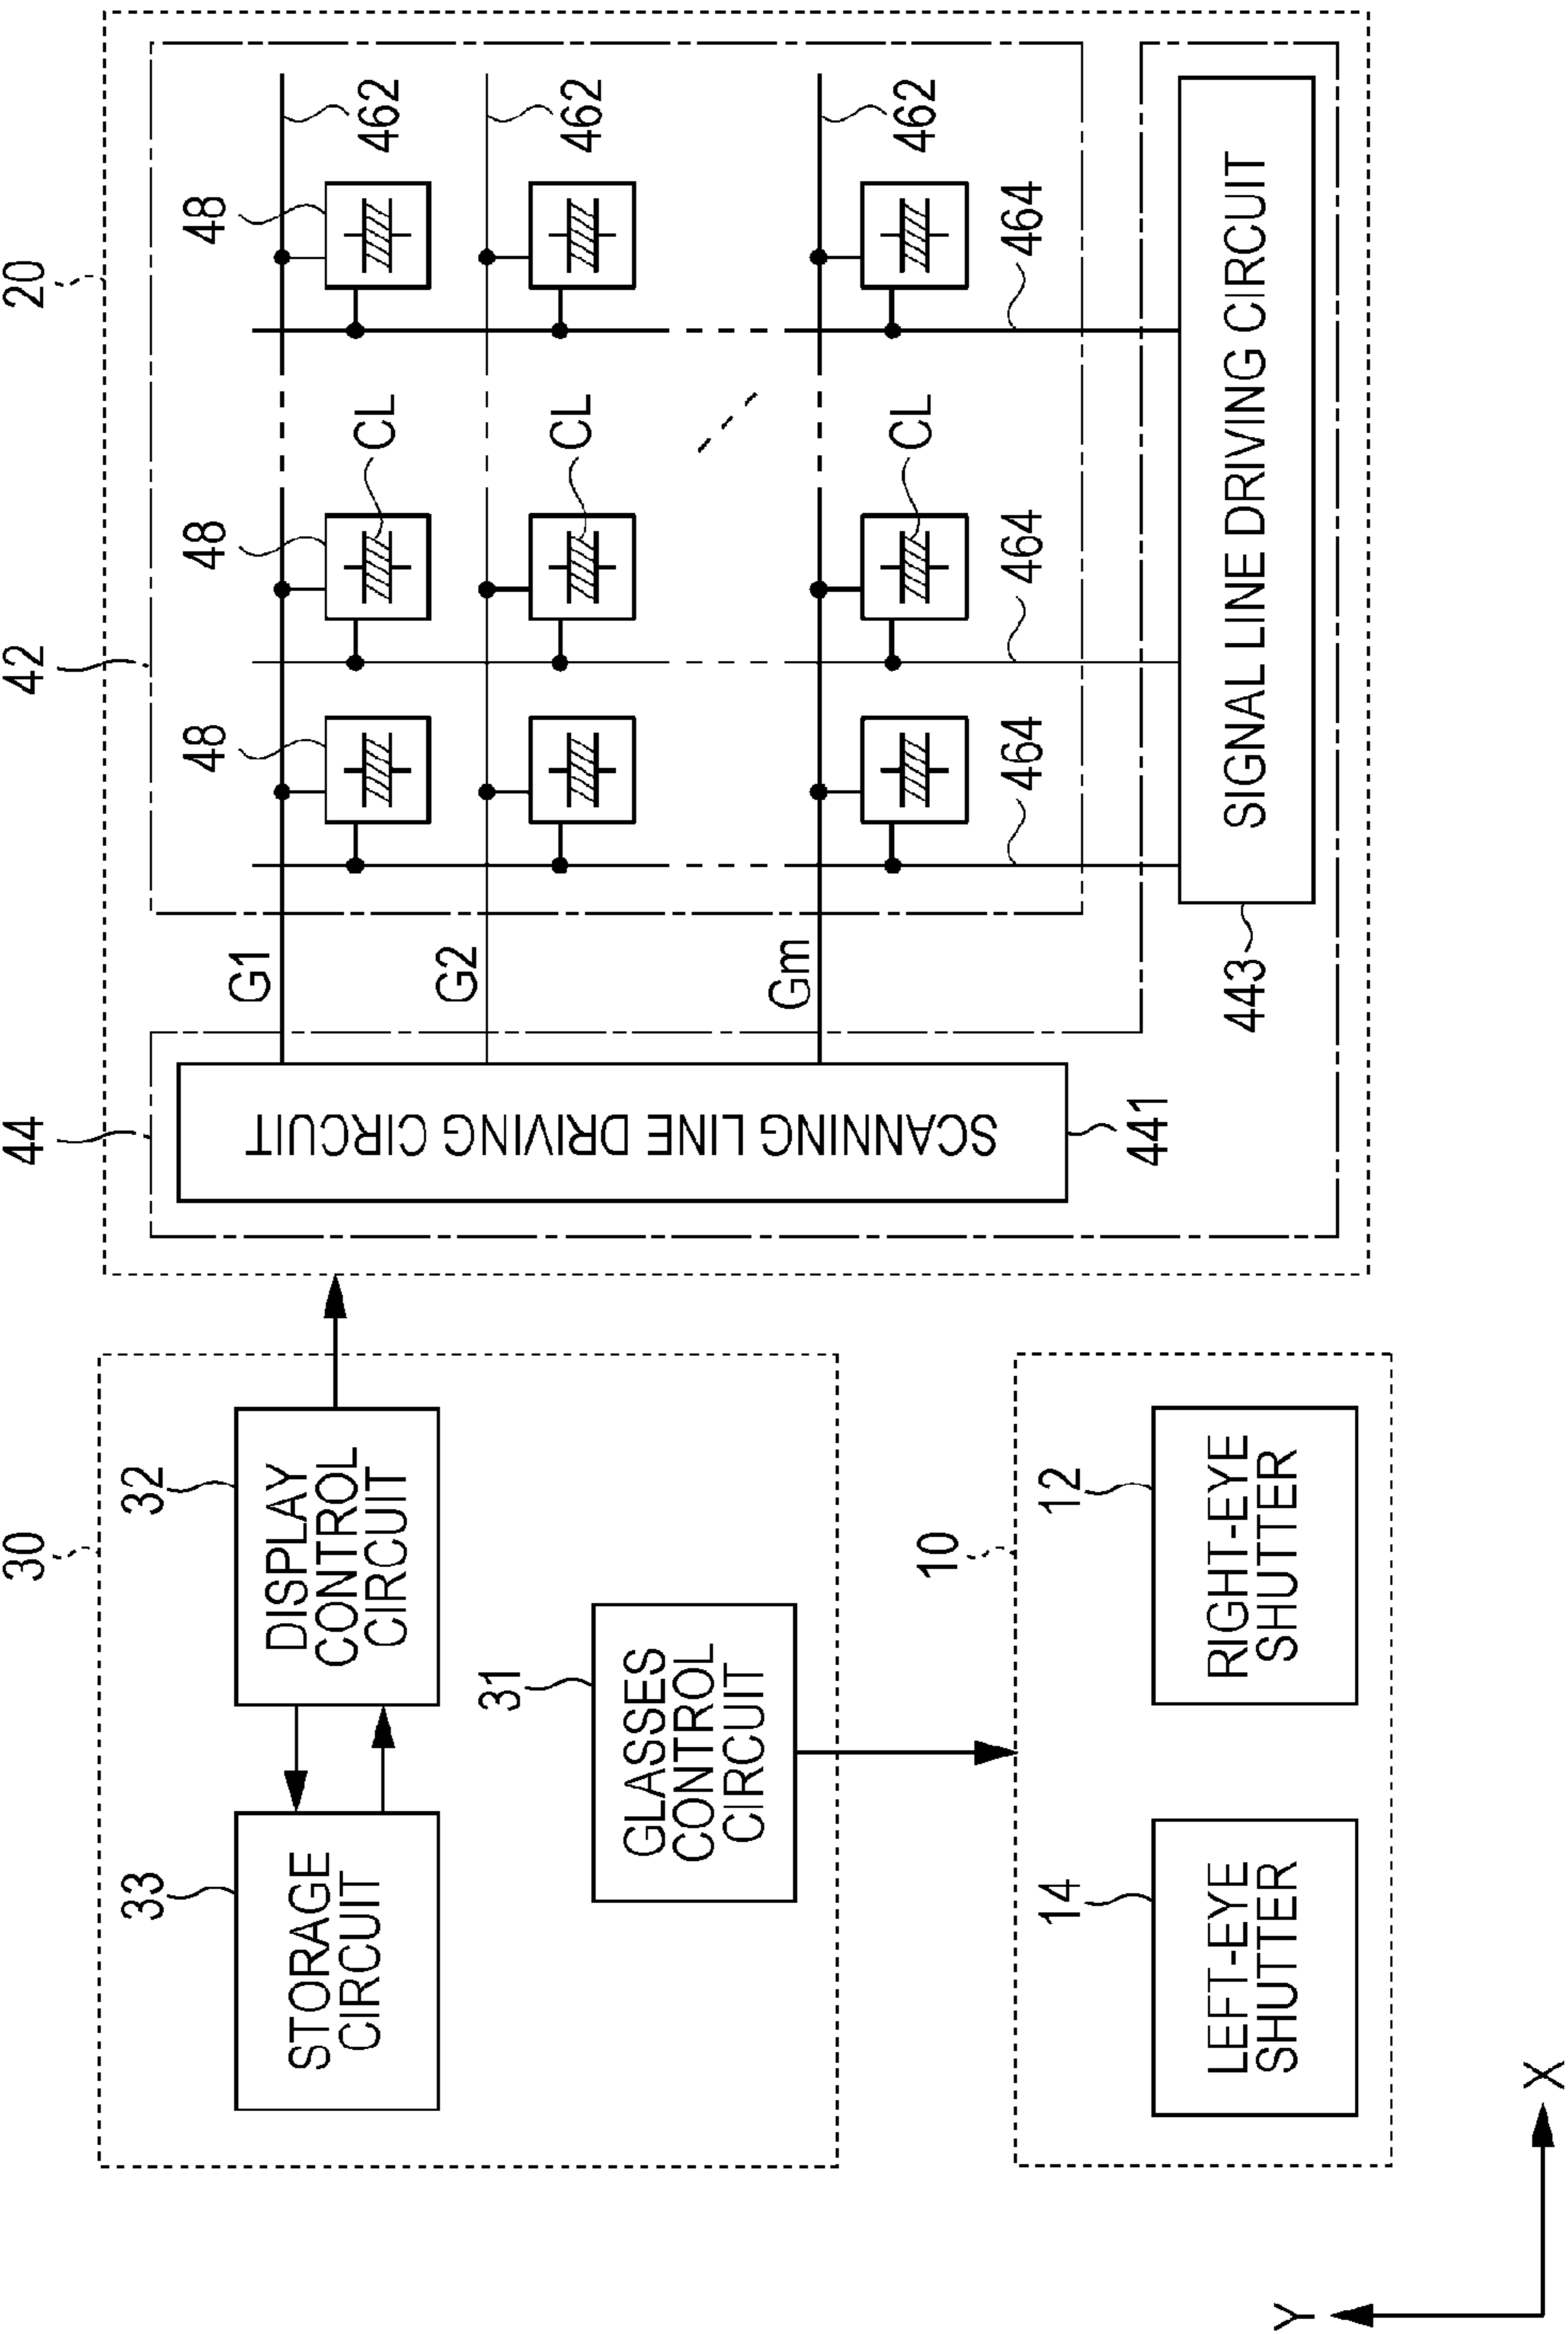 30
20
44
42
33
32
48
48
48
STORAGE
CIRCUIT
DISPLAY
CONTROL
CIRCUIT
SCANNING LINE DRIVING CIRCUIT
G1
462
CL
G2
462
CL
Gm
462
CL
31
GLASSES
CONTROL
CIRCUIT
464
464
464
441
10
14
12
LEFT-EYE
SHUTTER
RIGHT-EYE
SHUTTER
443
SIGNAL LINE DRIVING CIRCUIT
Y
X